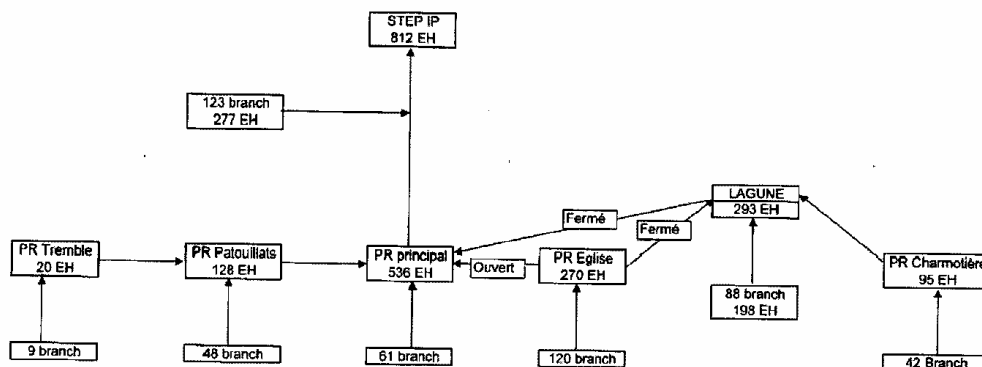 STEP IP
812 EH
123 branch
277 EH
LAGUNE
293 EH
Fermé
Fermé
PR Tremble
20 EH
PR Patouillats
128 EH
PR principal
536 EH
Ouvert
PR Eglise
270 EH
PR Charmotière
95 EH
88 branch
198 EH
9 branch
48 branch
61 branch
120 branch
42 Branch